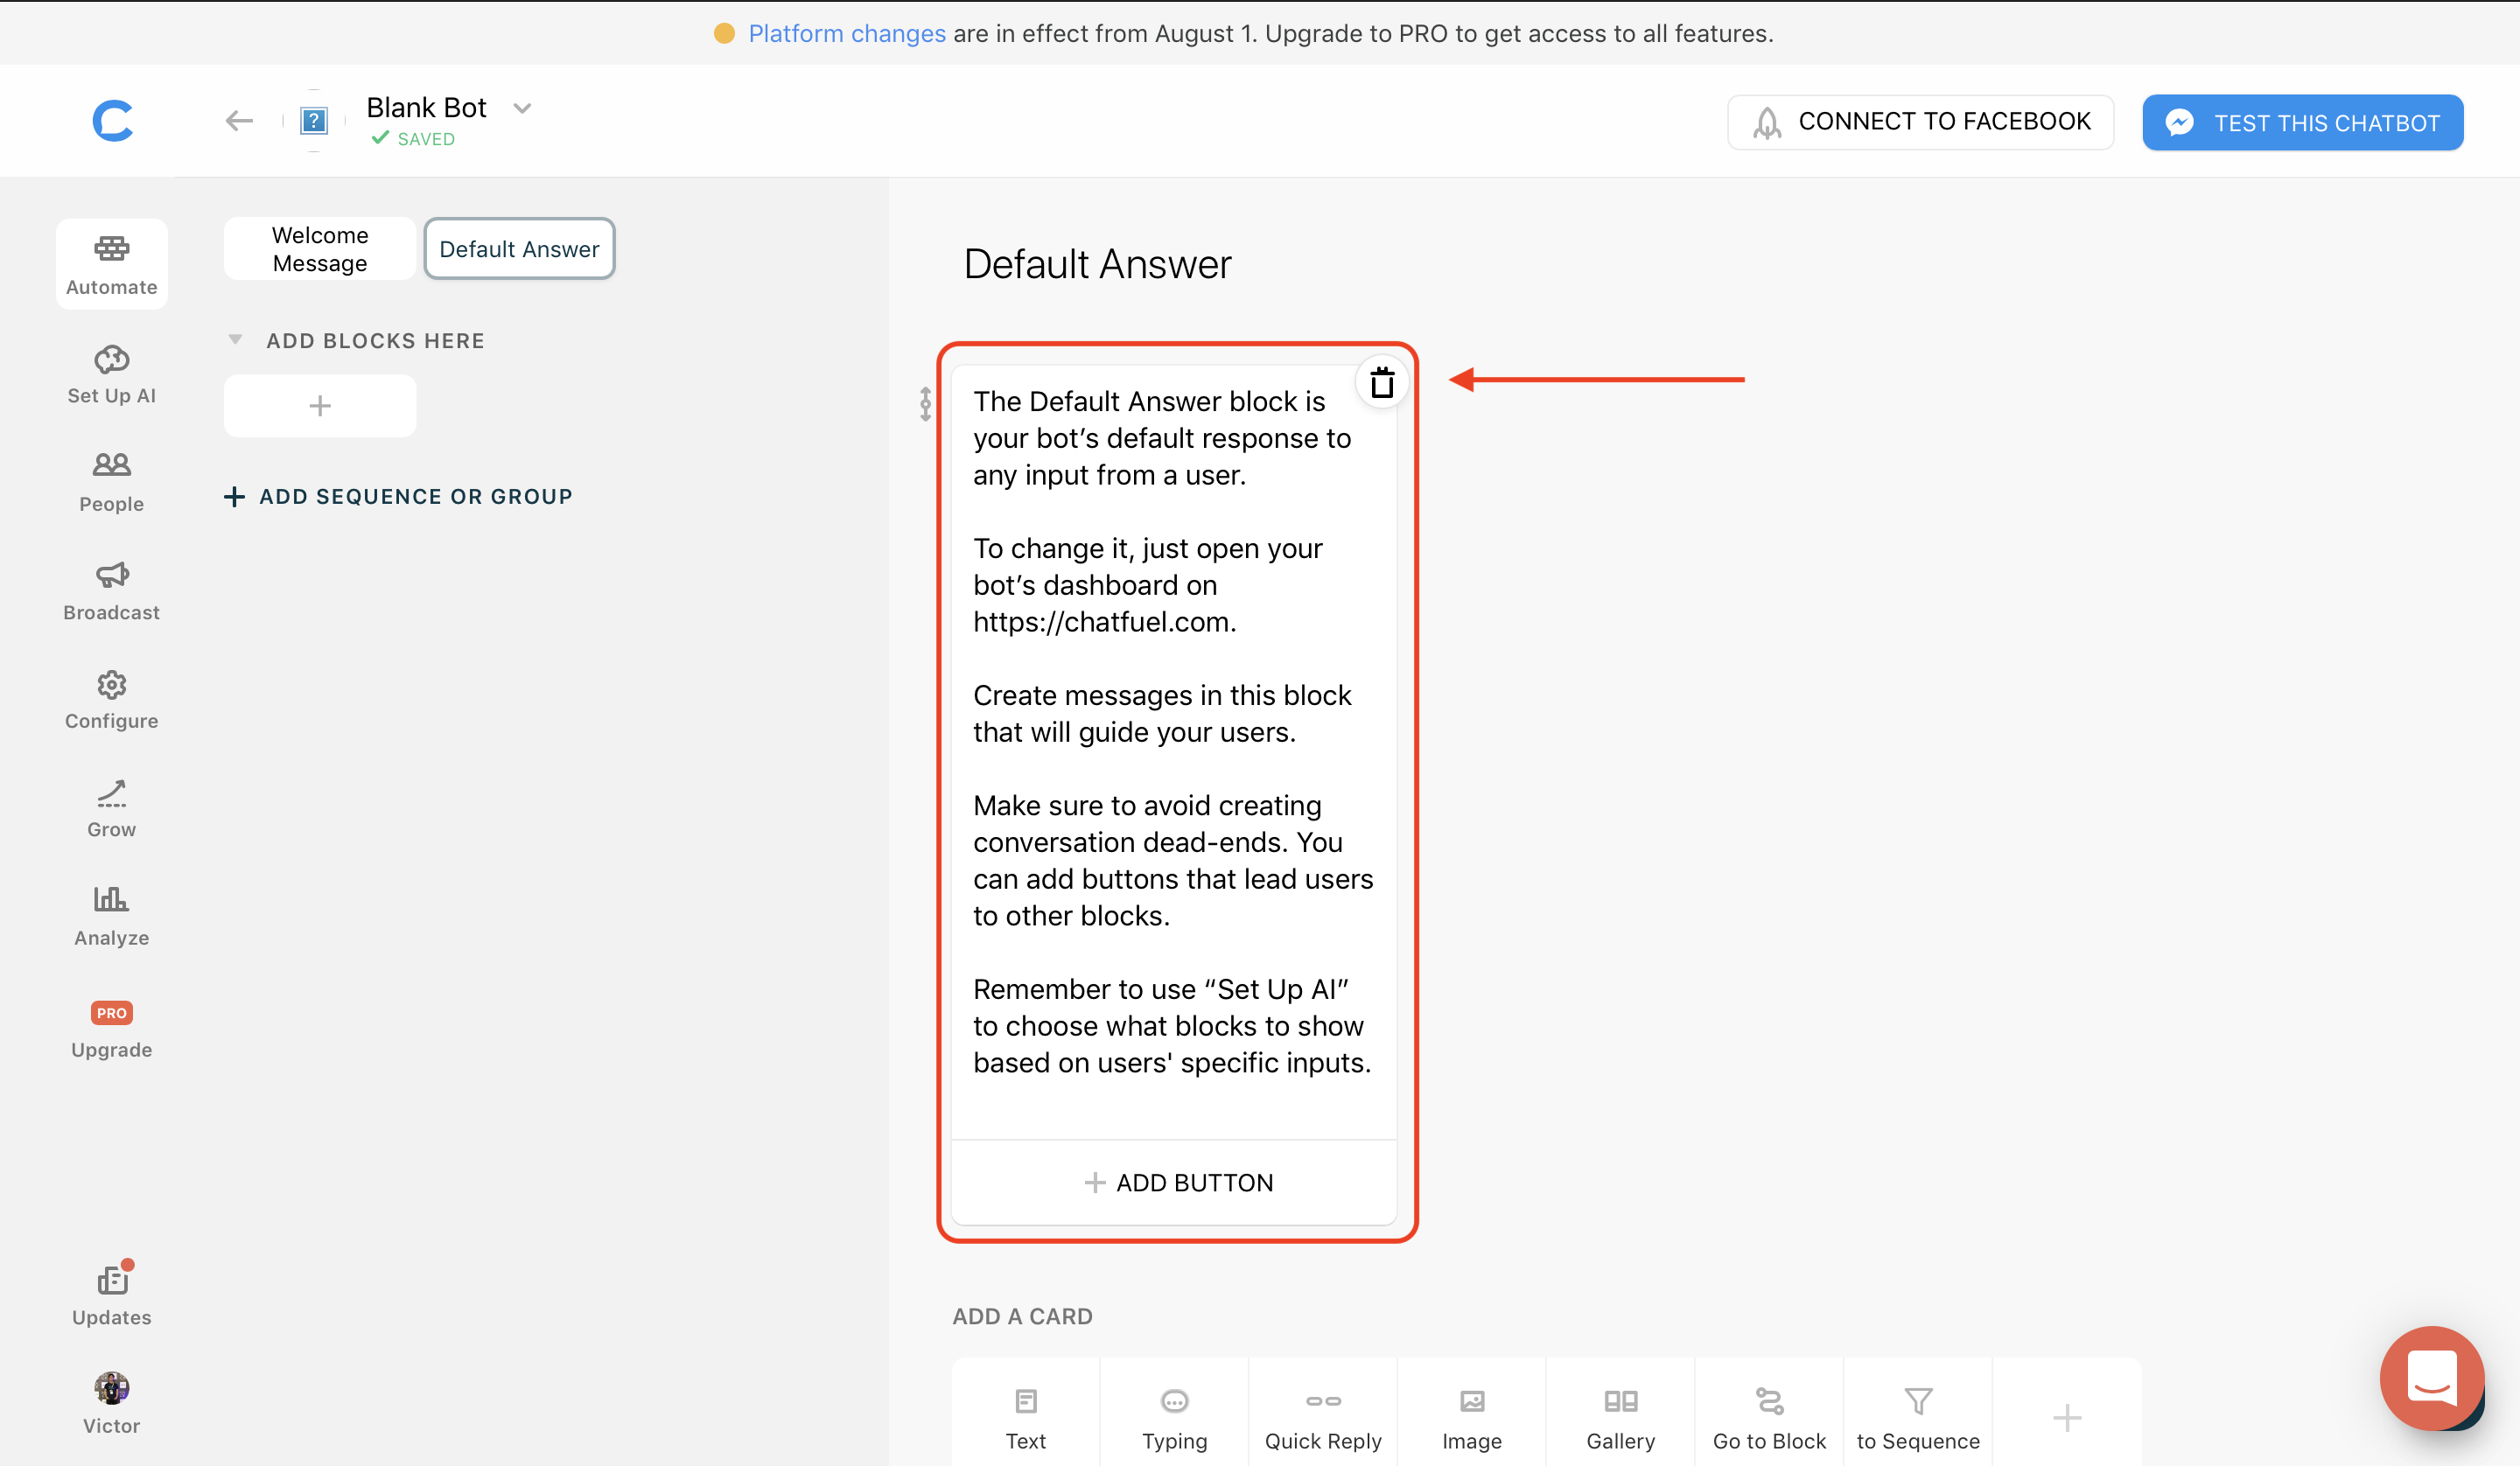 Platform changes are in effect from August 1. Upgrade to PRO to get access to all features.
Blank Bot
SAVED
CONNECT TO FACEBOOK
TEST THIS CHATBOT
Automate
Set Up AI
People
Broadcast
Configure
Grow
Analyze
PRO
Upgrade
Updates
Victor
Welcome
Message
Default Answer
ADD BLOCKS HERE
+
+ ADD SEQUENCE OR GROUP
Default Answer
The Default Answer block is
your bot’s default response to
any input from a user.
To change it, just open your
bot’s dashboard on
https://chatfuel.com.
Create messages in this block
that will guide your users.
Make sure to avoid creating
conversation dead-ends. You
can add buttons that lead users
to other blocks.
Remember to use “Set Up AI”
to choose what blocks to show
based on users' specific inputs.
+ ADD BUTTON
ADD A CARD
Text
Typing
Quick Reply
Image
Gallery
Go to Block
to Sequence
+